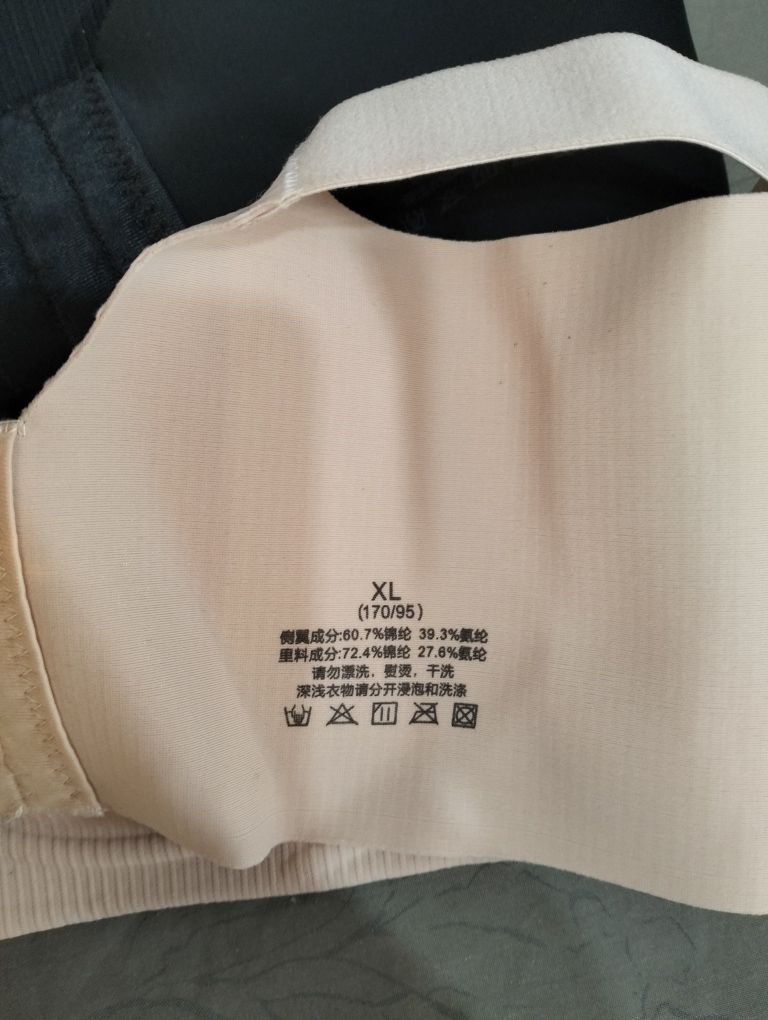 XL
(170/95)
侧翼成分:60.7%锦纶 39.3%氨纶
里料成分:72.4%锦纶 27.6%氨纶
请勿漂洗，熨烫，干洗
深浅衣物请分开浸泡和洗涤